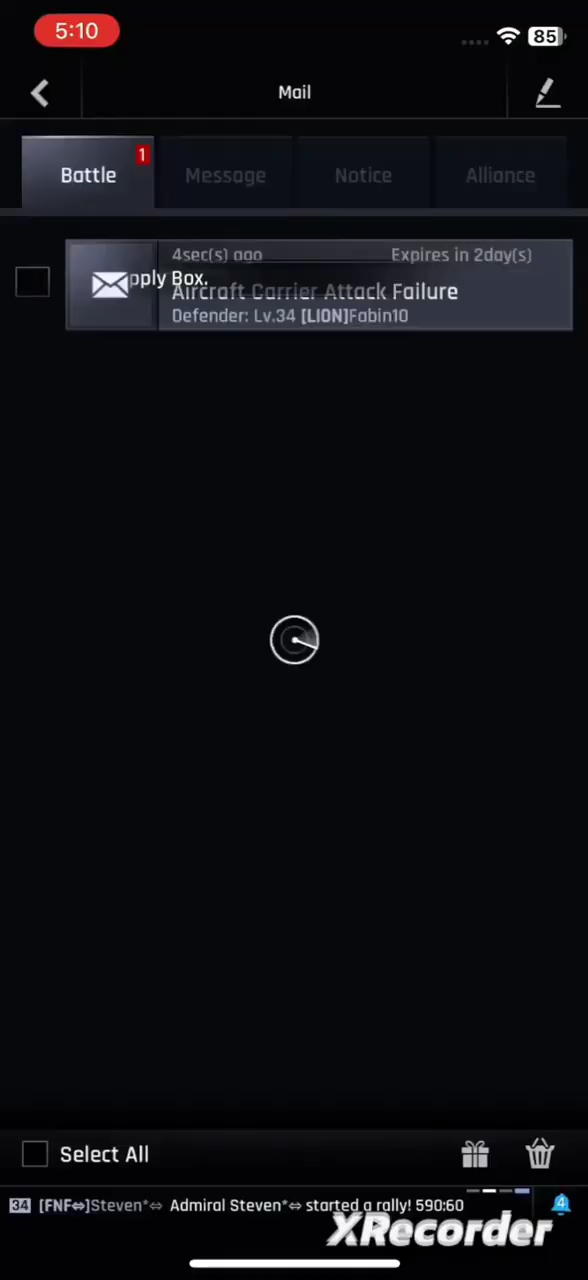 5:10
85
Mail
Battle
1
Message
Notice
Alliance
4sec(s) ago
Expires in 2day(s)
pply Box.
Aircraft Carrier Attack Failure
Defender: Lv.34 [LION]Fabin10
Select All
34 [FNF⇔]Steven*⇔ Admiral Steven*⇔ started a rally! 590:60
4
XRecorder